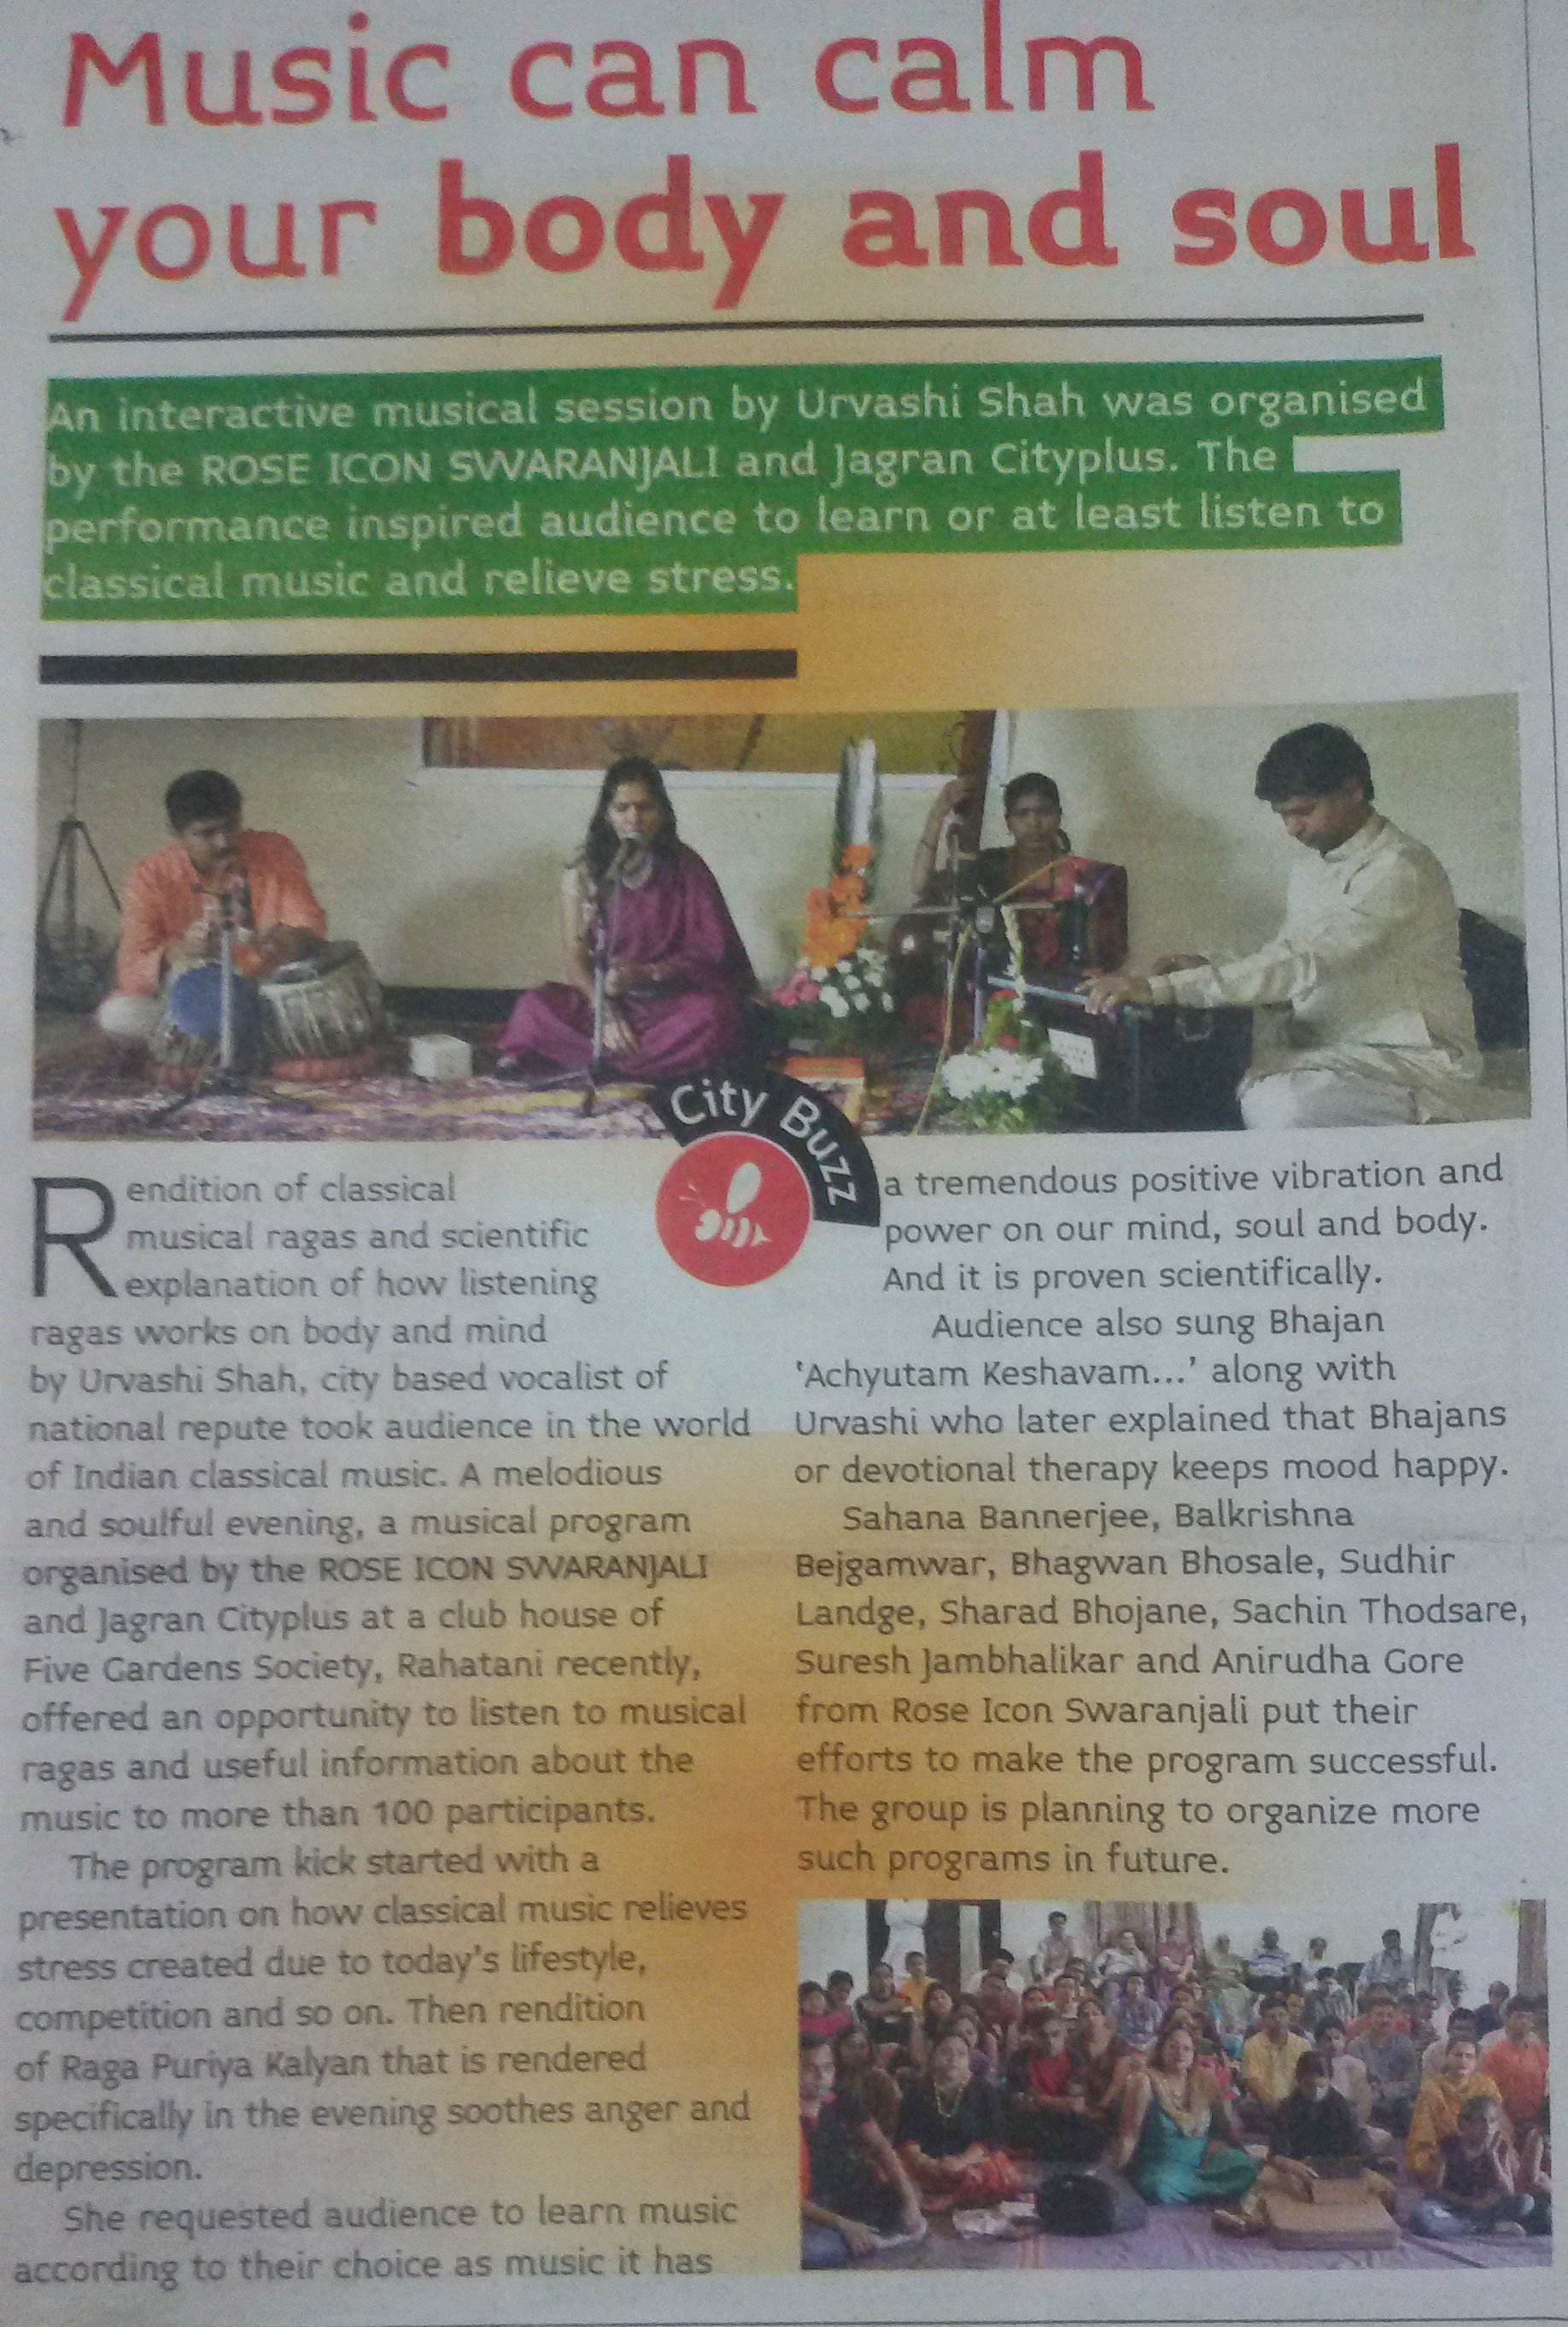 Music can calm
your body and soul
An interactive musical session by Urvashi Shah was organised
by the ROSE ICON SWARANJALI and Jagran Cityplus. The
performance inspired audience to learn or at least listen to
classical music and relieve stress.
City Buzz
Rendition of classical
musical ragas and scientific
explanation of how listening
ragas works on body and mind
by Urvashi Shah, city based vocalist of
national repute took audience in the world
of Indian classical music. A melodious
and soulful evening, a musical program
organised by the ROSE ICON SWARANJALI
and Jagran Cityplus at a club house of
Five Gardens Society, Rahatani recently,
offered an opportunity to listen to musical
ragas and useful information about the
music to more than 100 participants.
The program kick started with a
presentation on how classical music relieves
stress created due to today's lifestyle,
competition and so on. Then rendition
of Raga Puriya Kalyan that is rendered
specifically in the evening soothes anger and
depression.
She requested audience to learn music
according to their choice as music it has
a tremendous positive vibration and
power on our mind, soul and body.
And it is proven scientifically.
Audience also sung Bhajan
‘Achyutam Keshavam...’ along with
Urvashi who later explained that Bhajans
or devotional therapy keeps mood happy.
Sahana Bannerjee, Balkrishna
Bejgamwar, Bhagwan Bhosale, Sudhir
Landge, Sharad Bhojane, Sachin Thodsare,
Suresh Jambhalikar and Anirudha Gore
from Rose Icon Swaranjali put their
efforts to make the program successful.
The group is planning to organize more
such programs in future.